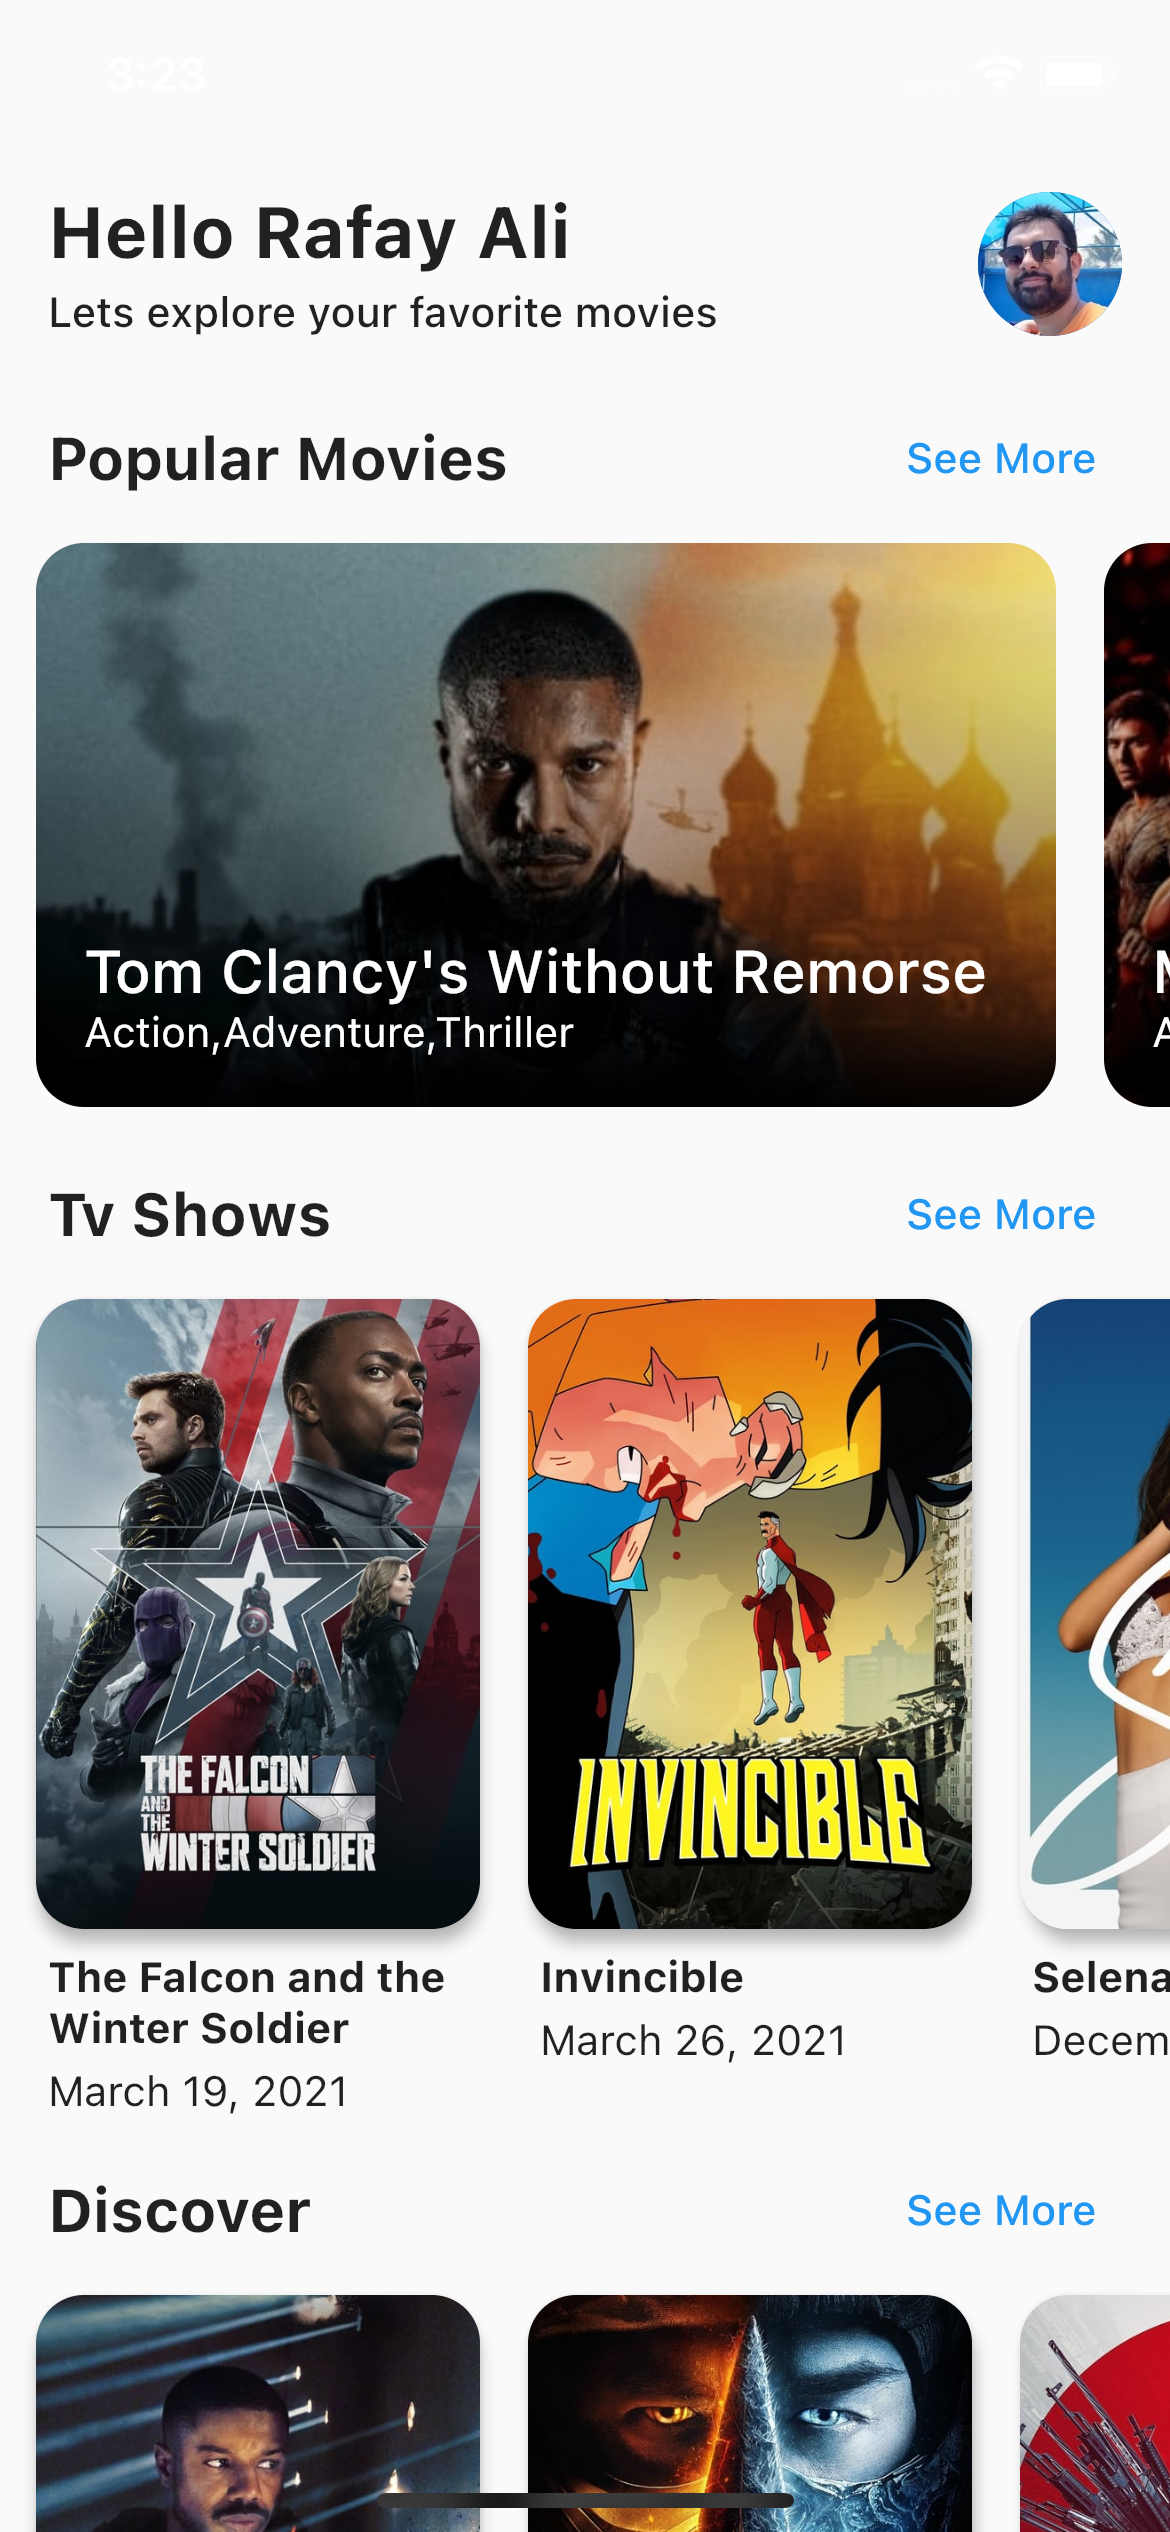 3:23
Hello Rafay Ali
Lets explore your favorite movies
Popular Movies
See More
Tom Clancy's Without Remorse
Action,Adventure,Thriller
Tv Shows
See More
THE FALCON
AND
THE
WINTER SOLDIER
INVINCIBLE
The Falcon and the
Winter Soldier
March 19, 2021
Invincible
March 26, 2021
Selena
Decem
Discover
See More